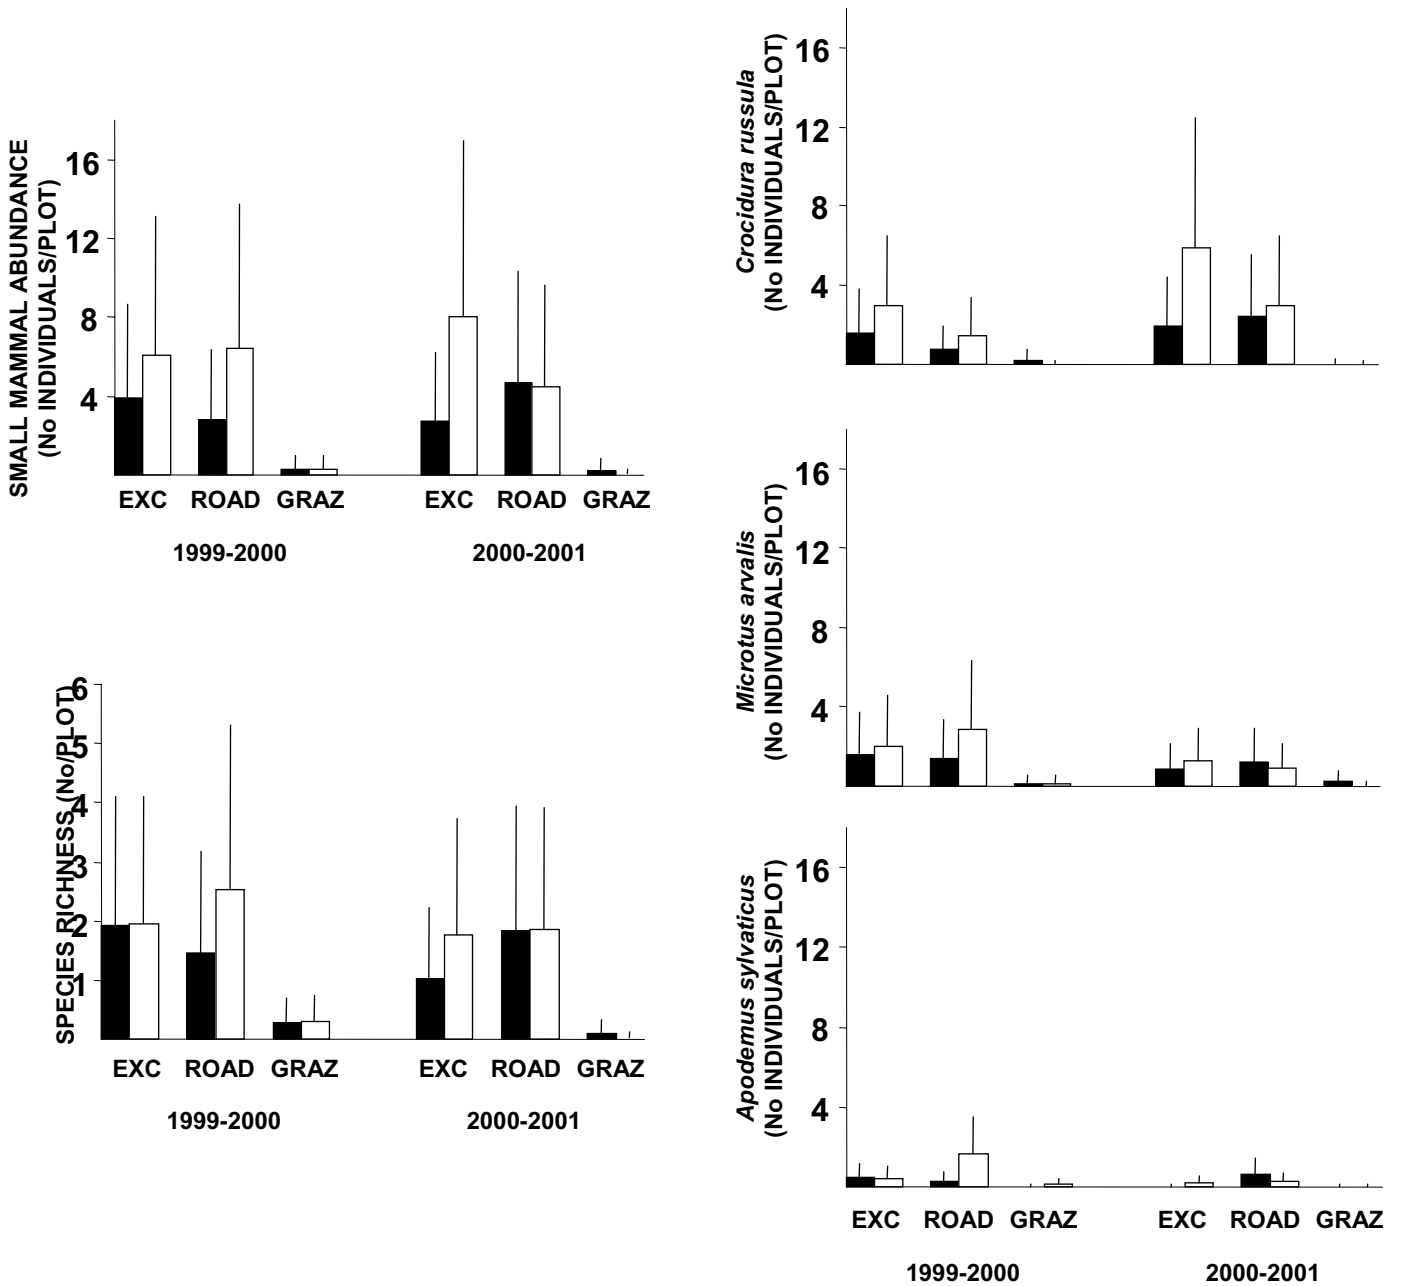 SMALL MAMMAL ABUNDANCE
(No INDIVIDUALS/PLOT)
16
12
8
4
EXC ROAD GRAZ EXC ROAD GRAZ
1999-2000 2000-2001
SPECIES RICHNESS (No/PLOT)
6
5
4
3
2
1
EXC ROAD GRAZ EXC ROAD GRAZ
1999-2000 2000-2001
Crocidura russula
(No INDIVIDUALS/PLOT)
16
12
8
4
Microtus arvalis
(No INDIVIDUALS/PLOT)
16
12
8
4
Apodemus sylvaticus
(No INDIVIDUALS/PLOT)
16
12
8
4
EXC ROAD GRAZ EXC ROAD GRAZ
1999-2000 2000-2001